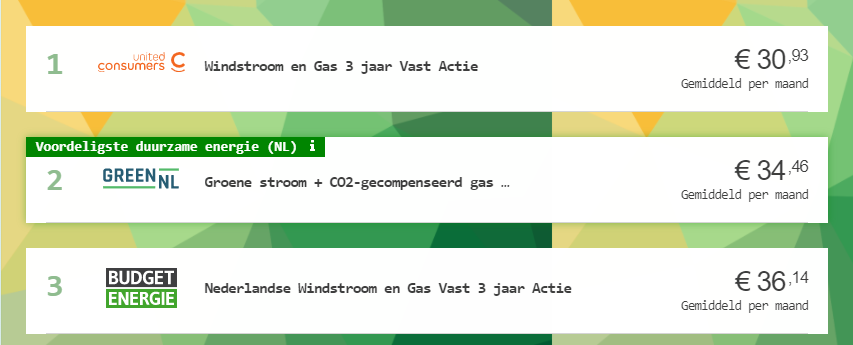 1
united
consumers
Windstroom en Gas 3 jaar Vast Actie
€ 30,93
Gemiddeld per maand
Voordeligste duurzame energie (NL) i
2
GREEN
NL
Groene stroom + CO2-gecompenseerd gas …
€ 34,46
Gemiddeld per maand
3
BUDGET
ENERGIE
Nederlandse Windstroom en Gas Vast 3 jaar Actie
€ 36,14
Gemiddeld per maand